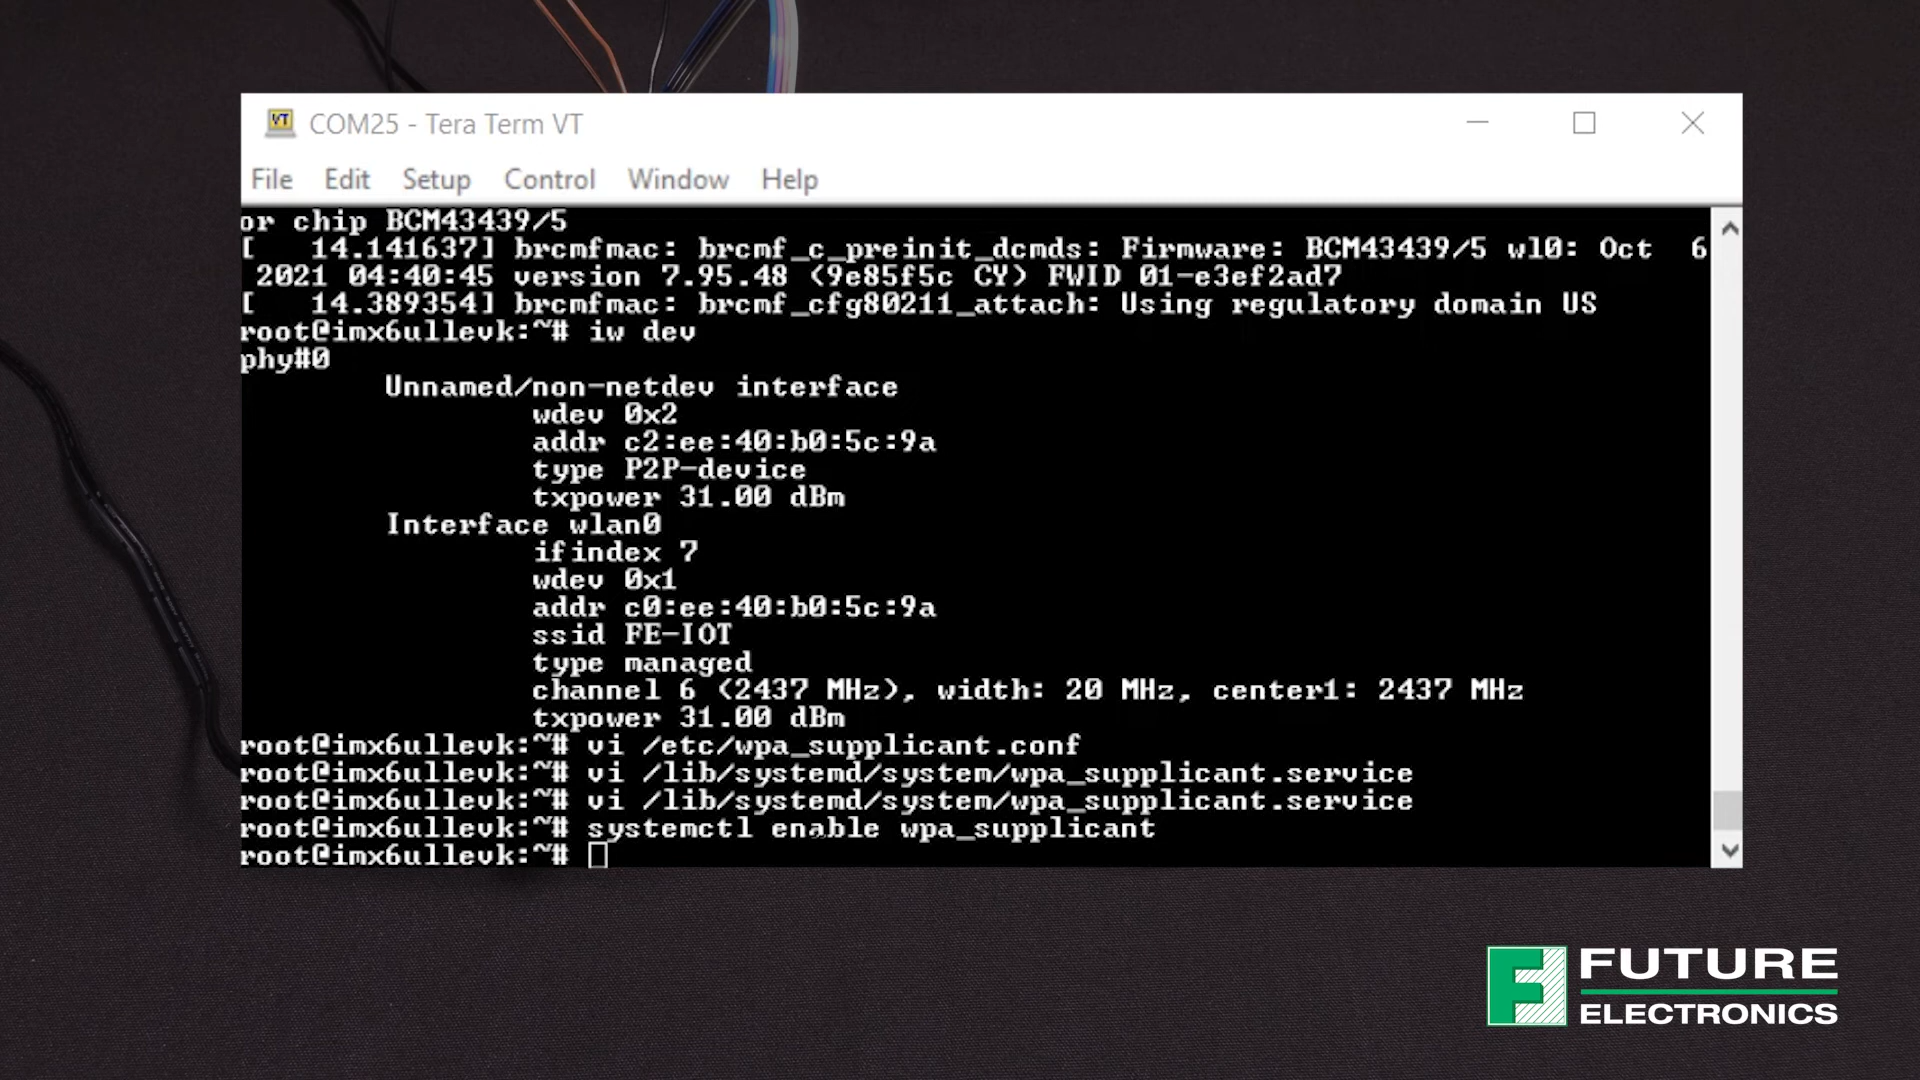 VT COM25 - Tera Term VT
File Edit Setup Control Window Help
or chip BCM43439/5
[   14.141637] brcmfmac: brcmf_c_preinit_dcmds: Firmware: BCM43439/5 wl0: Oct  6
 2021 04:40:45 version 7.95.48 (9e85f5c CY) FWID 01-e3ef2ad7
[   14.389354] brcmfmac: brcmf_cfg80211_attach: Using regulatory domain US
root@imx6ullevk:~# iw dev
phy#0
Unnamed/non-netdev interface
wdev 0x2
addr c2:ee:40:b0:5c:9a
type P2P-device
txpower 31.00 dBm
Interface wlan0
ifindex 7
wdev 0x1
addr c0:ee:40:b0:5c:9a
ssid FE-IOT
type managed
channel 6 (2437 MHz), width: 20 MHz, center1: 2437 MHz
txpower 31.00 dBm
root@imx6ullevk:~# vi /etc/wpa_supplicant.conf
root@imx6ullevk:~# vi /lib/systemd/system/wpa_supplicant.service
root@imx6ullevk:~# vi /lib/systemd/system/wpa_supplicant.service
root@imx6ullevk:~# systemctl enable wpa_supplicant
root@imx6ullevk:~#
FUTURE
ELECTRONICS